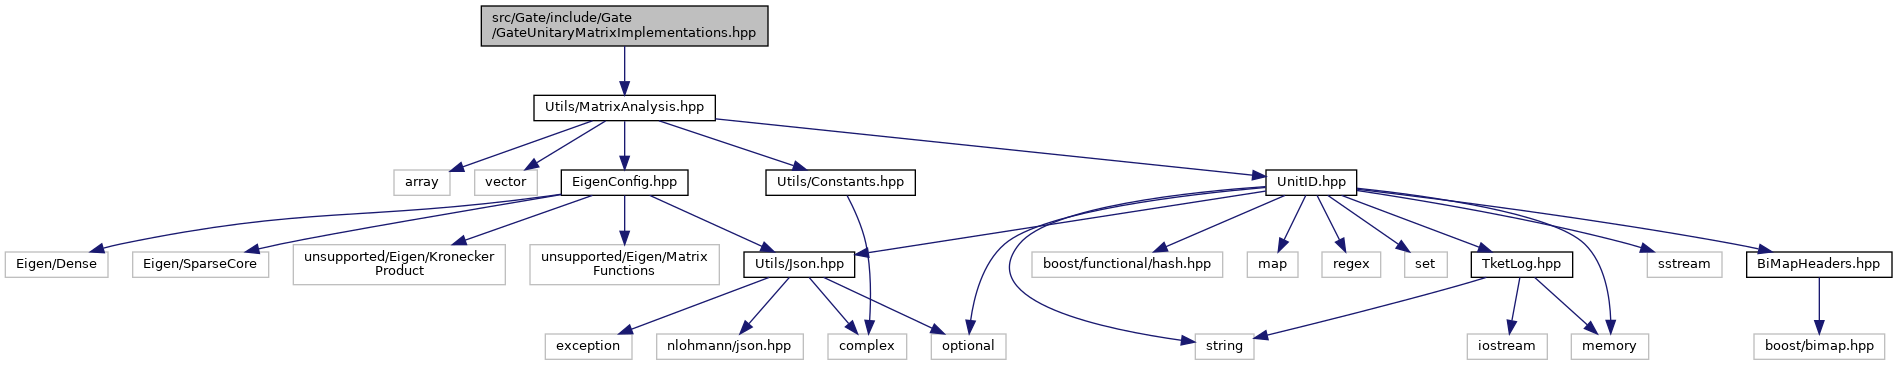 src/Gate/include/Gate
/GateUnitaryMatrixImplementations.hpp
Utils/MatrixAnalysis.hpp
array
vector
EigenConfig.hpp
Utils/Constants.hpp
UnitID.hpp
Eigen/Dense
Eigen/SparseCore
unsupported/Eigen/Kronecker
Product
unsupported/Eigen/Matrix
Functions
Utils/Json.hpp
boost/functional/hash.hpp
map
regex
set
TketLog.hpp
sstream
BiMapHeaders.hpp
exception
nlohmann/json.hpp
complex
optional
string
iostream
memory
boost/bimap.hpp